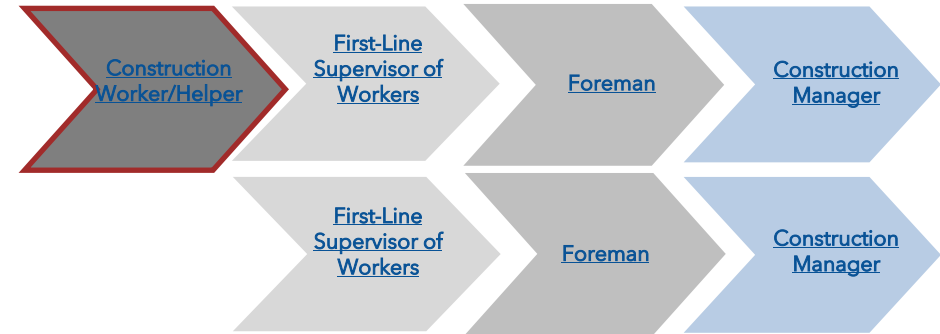 Construction
Worker/Helper
First-Line
Supervisor of
Workers
Foreman
Construction
Manager
First-Line
Supervisor of
Workers
Foreman
Construction
Manager